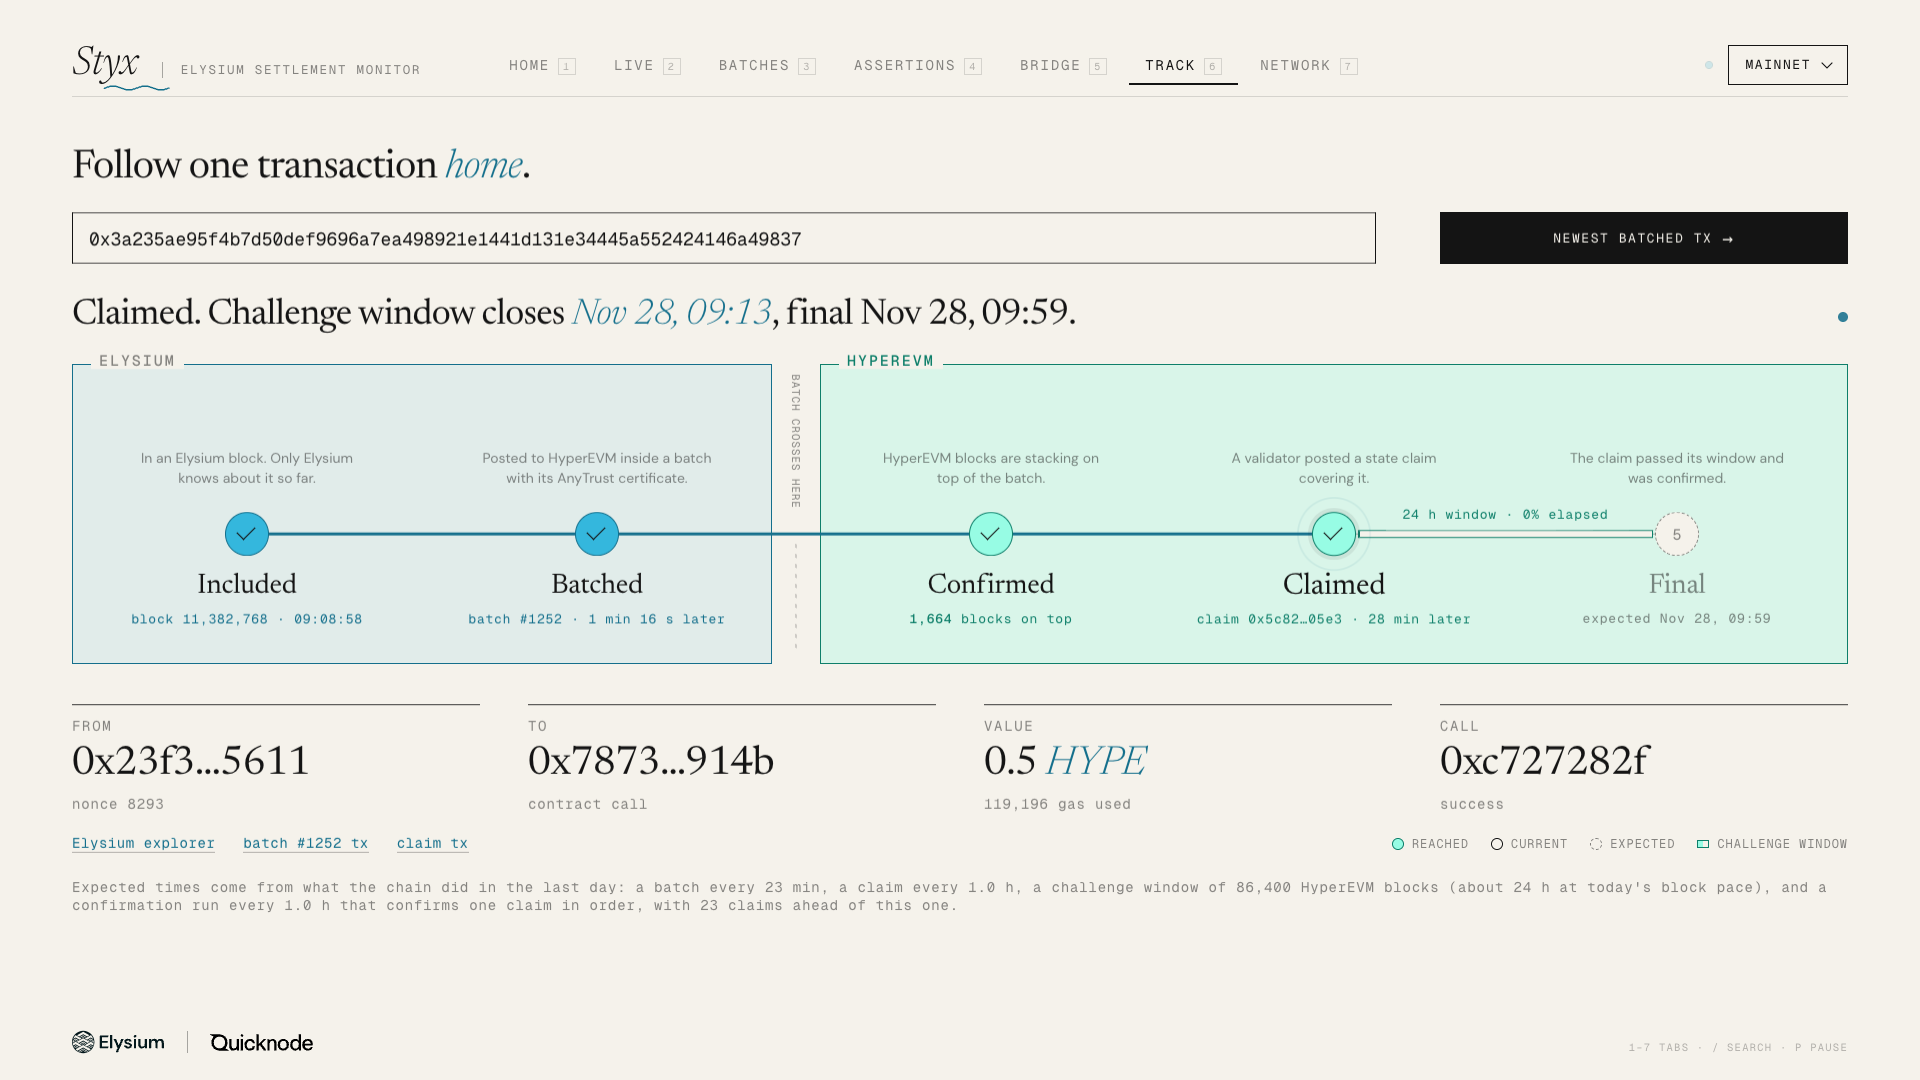 Styx
ELYSIUM SETTLEMENT MONITOR
HOME 1
LIVE 2
BATCHES 3
ASSERTIONS 4
BRIDGE 5
TRACK 6
NETWORK 7
MAINNET
Follow one transaction home.
0x3a235ae95f4b7d50def9696a7ea498921e1441d131e34445a552424146a49837
NEWEST BATCHED TX →
Claimed. Challenge window closes Nov 28, 09:13, final Nov 28, 09:59.
ELYSIUM
In an Elysium block. Only Elysium
knows about it so far.
Included
block 11,382,768 · 09:08:58
Posted to HyperEVM inside a batch
with its AnyTrust certificate.
Batched
batch #1252 · 1 min 16 s later
BATCH CROSSES HERE
HYPEREVM
HyperEVM blocks are stacking on
top of the batch.
Confirmed
1,664 blocks on top
A validator posted a state claim
covering it.
Claimed
claim 0x5c82…05e3 · 28 min later
24 h window · 0% elapsed
The claim passed its window and
was confirmed.
5
Final
expected Nov 28, 09:59
FROM
0x23f3…5611
nonce 8293
TO
0x7873…914b
contract call
VALUE
0.5 HYPE
119,196 gas used
CALL
0xc727282f
success
Elysium explorer
batch #1252 tx
claim tx
REACHED
CURRENT
EXPECTED
CHALLENGE WINDOW
Expected times come from what the chain did in the last day: a batch every 23 min, a claim every 1.0 h, a challenge window of 86,400 HyperEVM blocks (about 24 h at today's block pace), and a
confirmation run every 1.0 h that confirms one claim in order, with 23 claims ahead of this one.
Elysium
Quicknode
1–7 TABS · / SEARCH · P PAUSE